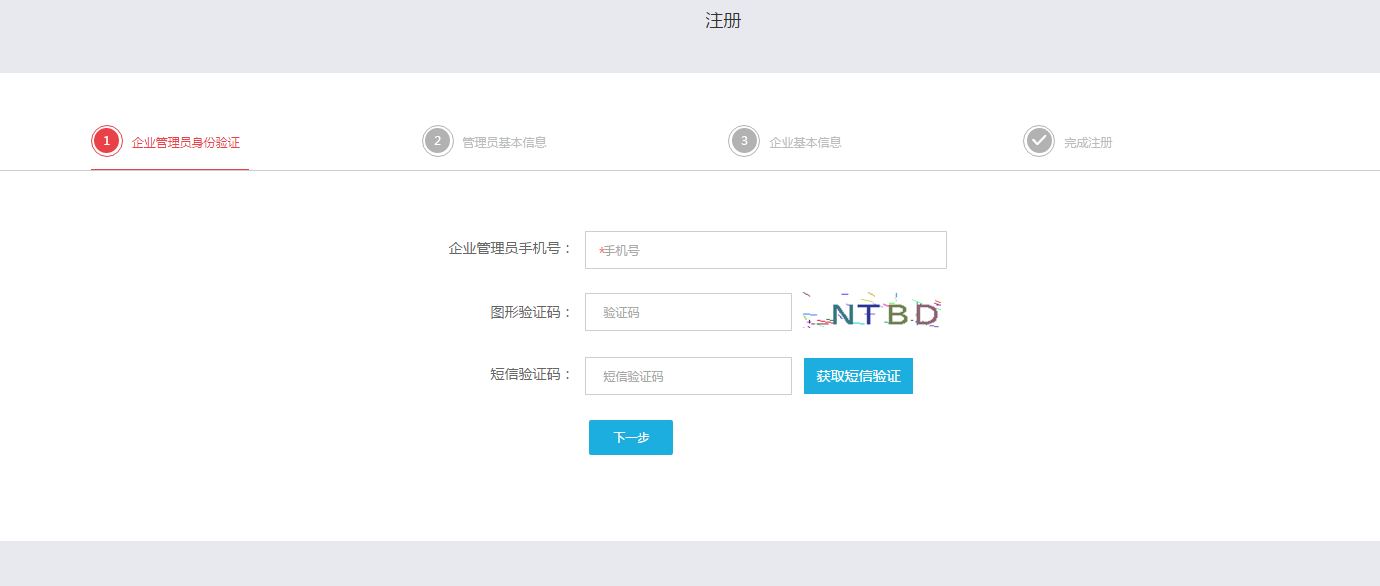 注册
1 企业管理员身份验证 2 管理员基本信息 3 企业基本信息 完成注册
企业管理员手机号： *手机号
图形验证码： 验证码 NTBD
短信验证码： 短信验证码 获取短信验证
下一步